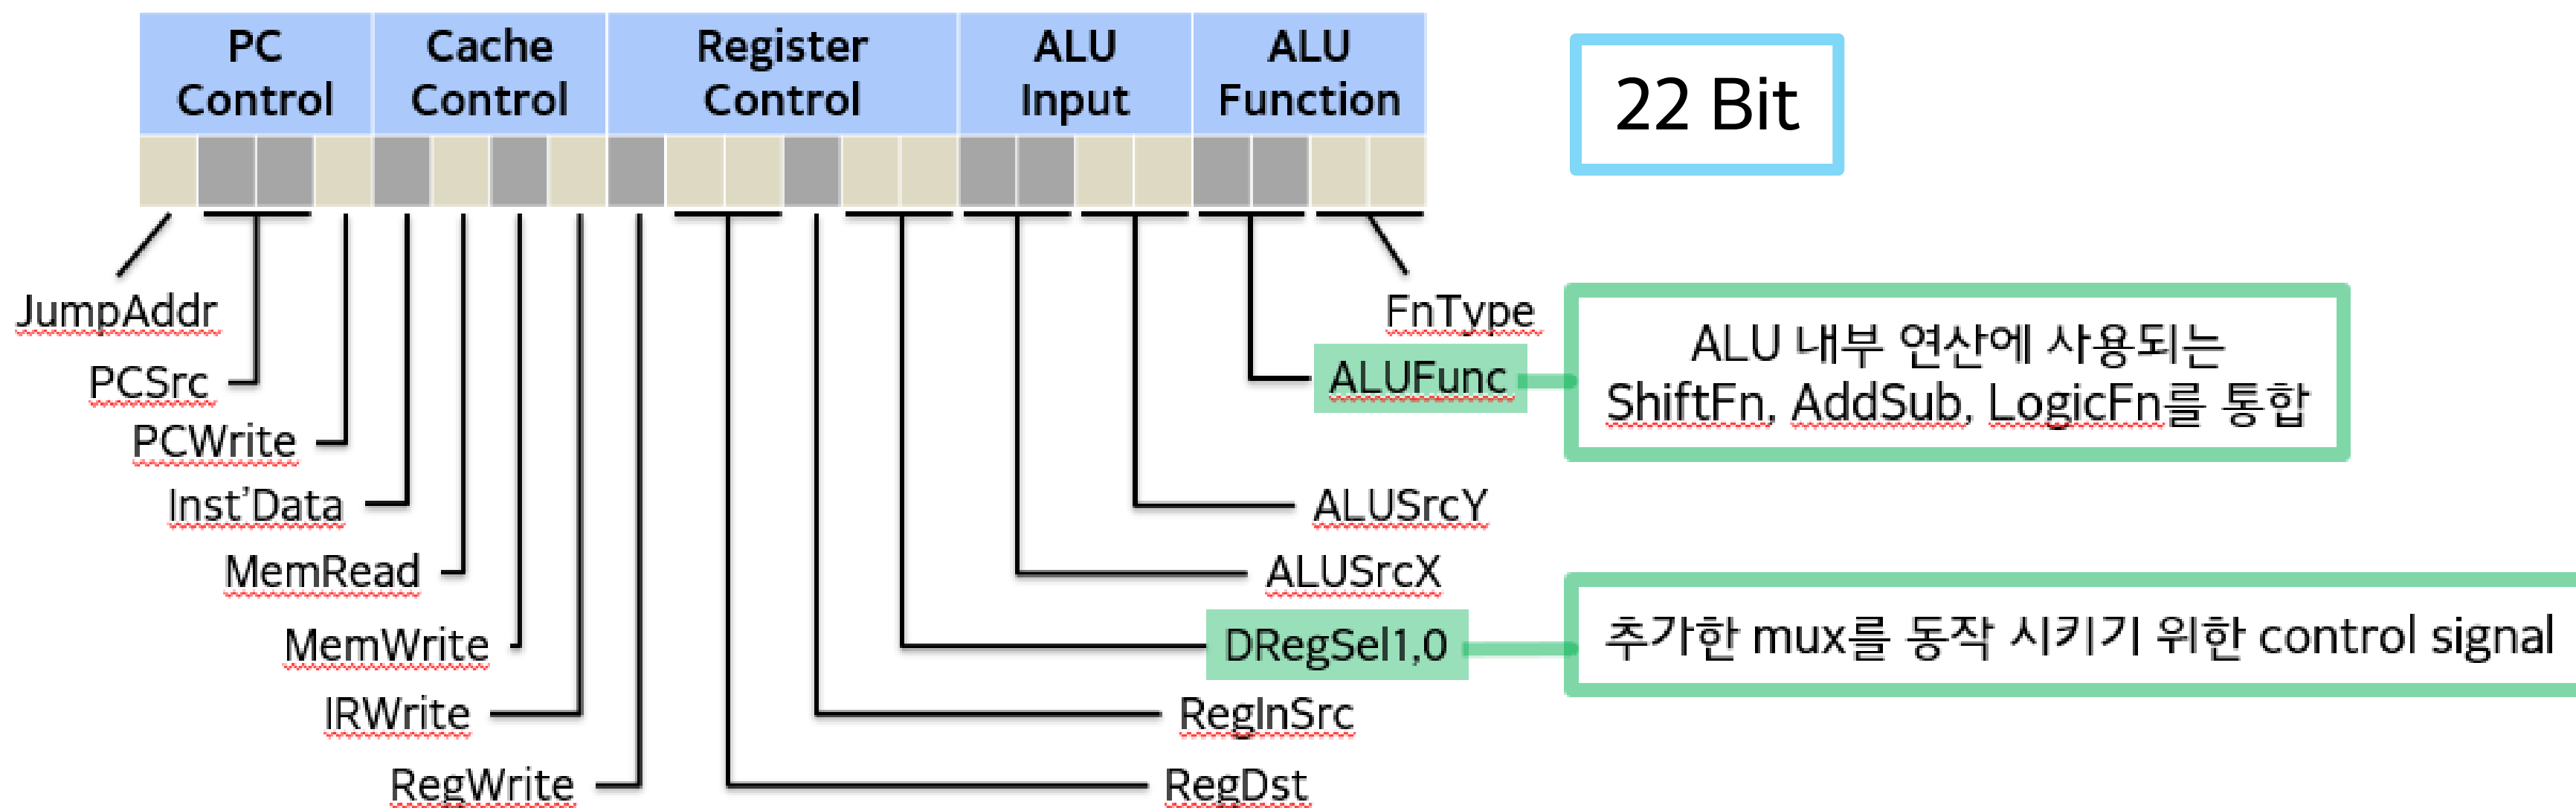 PC
Control
Cache
Control
Register
Control
ALU
Input
ALU
Function
22 Bit
JumpAddr
PCSrc
PCWrite
Inst’Data
MemRead
MemWrite
IRWrite
RegWrite
FnType
ALUFunc
ALUSrcY
ALUSrcX
DRegSel1,0
RegInSrc
RegDst
ALU 내부 연산에 사용되는
ShiftFn, AddSub, LogicFn를 통합
추가한 mux를 동작 시키기 위한 control signal